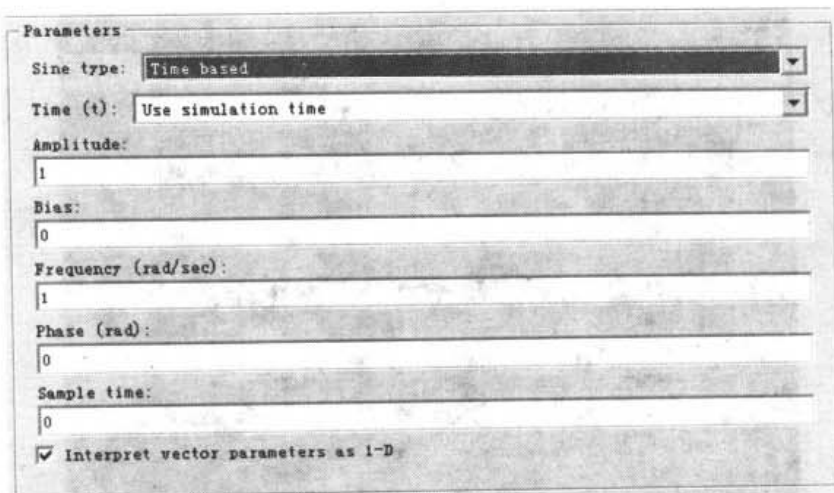 Parameters
Sine type: Time based
Time (t): Use simulation time
Amplitude:
1
Bias:
0
Frequency (rad/sec):
1
Phase (rad):
0
Sample time:
0
Interpret vector parameters as 1-D